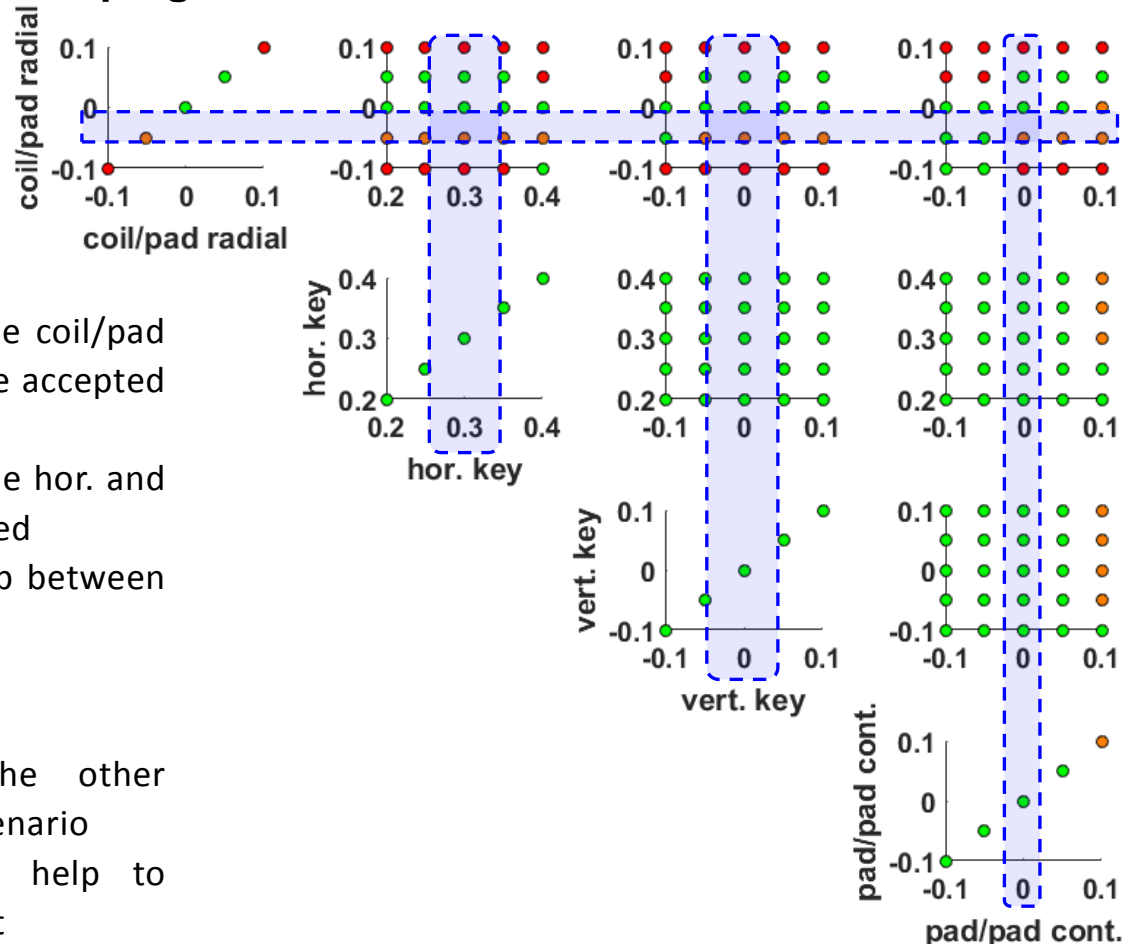 coil/pad radial
0.1
0
-0.1
-0.1 0 0.1
coil/pad radial
0.1
0
-0.1
0.2 0.3 0.4
0.1
0
-0.1
-0.1 0 0.1
0.1
0
-0.1
-0.1 0 0.1
e coil/pad
e accepted
e hor. and
ed
between
he other
enario
help to
hor. key
0.4
0.3
0.2
0.2 0.3 0.4
hor. key
0.4
0.3
0.2
-0.1 0 0.1
0.4
0.3
0.2
-0.1 0 0.1
vert. key
0.1
0
-0.1
-0.1 0 0.1
vert. key
0.1
0
-0.1
-0.1 0 0.1
pad/pad cont.
0.1
0
-0.1
-0.1 0 0.1
pad/pad cont.